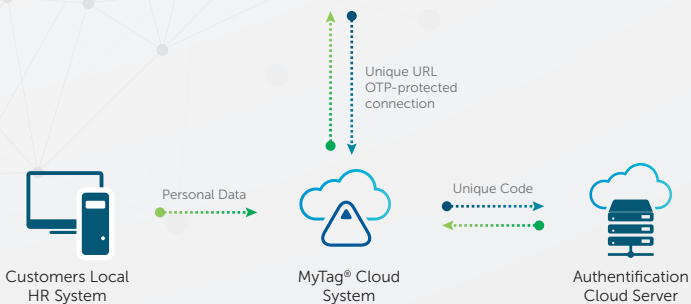 Unique URL
OTP-protected
connection
Personal Data
Unique Code
Customers Local
HR System
MyTag® Cloud
System
Authentification
Cloud Server